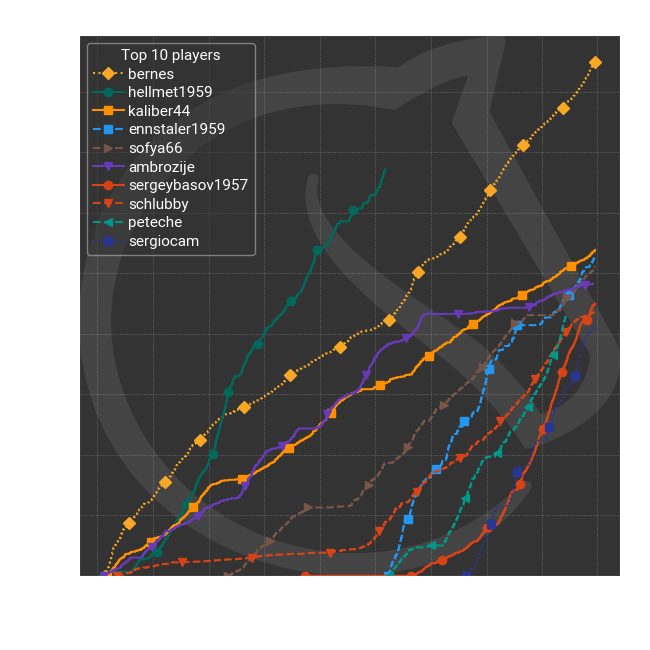 Top 10 players
bernes
hellmet1959
kaliber44
ennstaler1959
sofya66
ambrozije
sergeybasov1957
schlubby
peteche
sergiocam